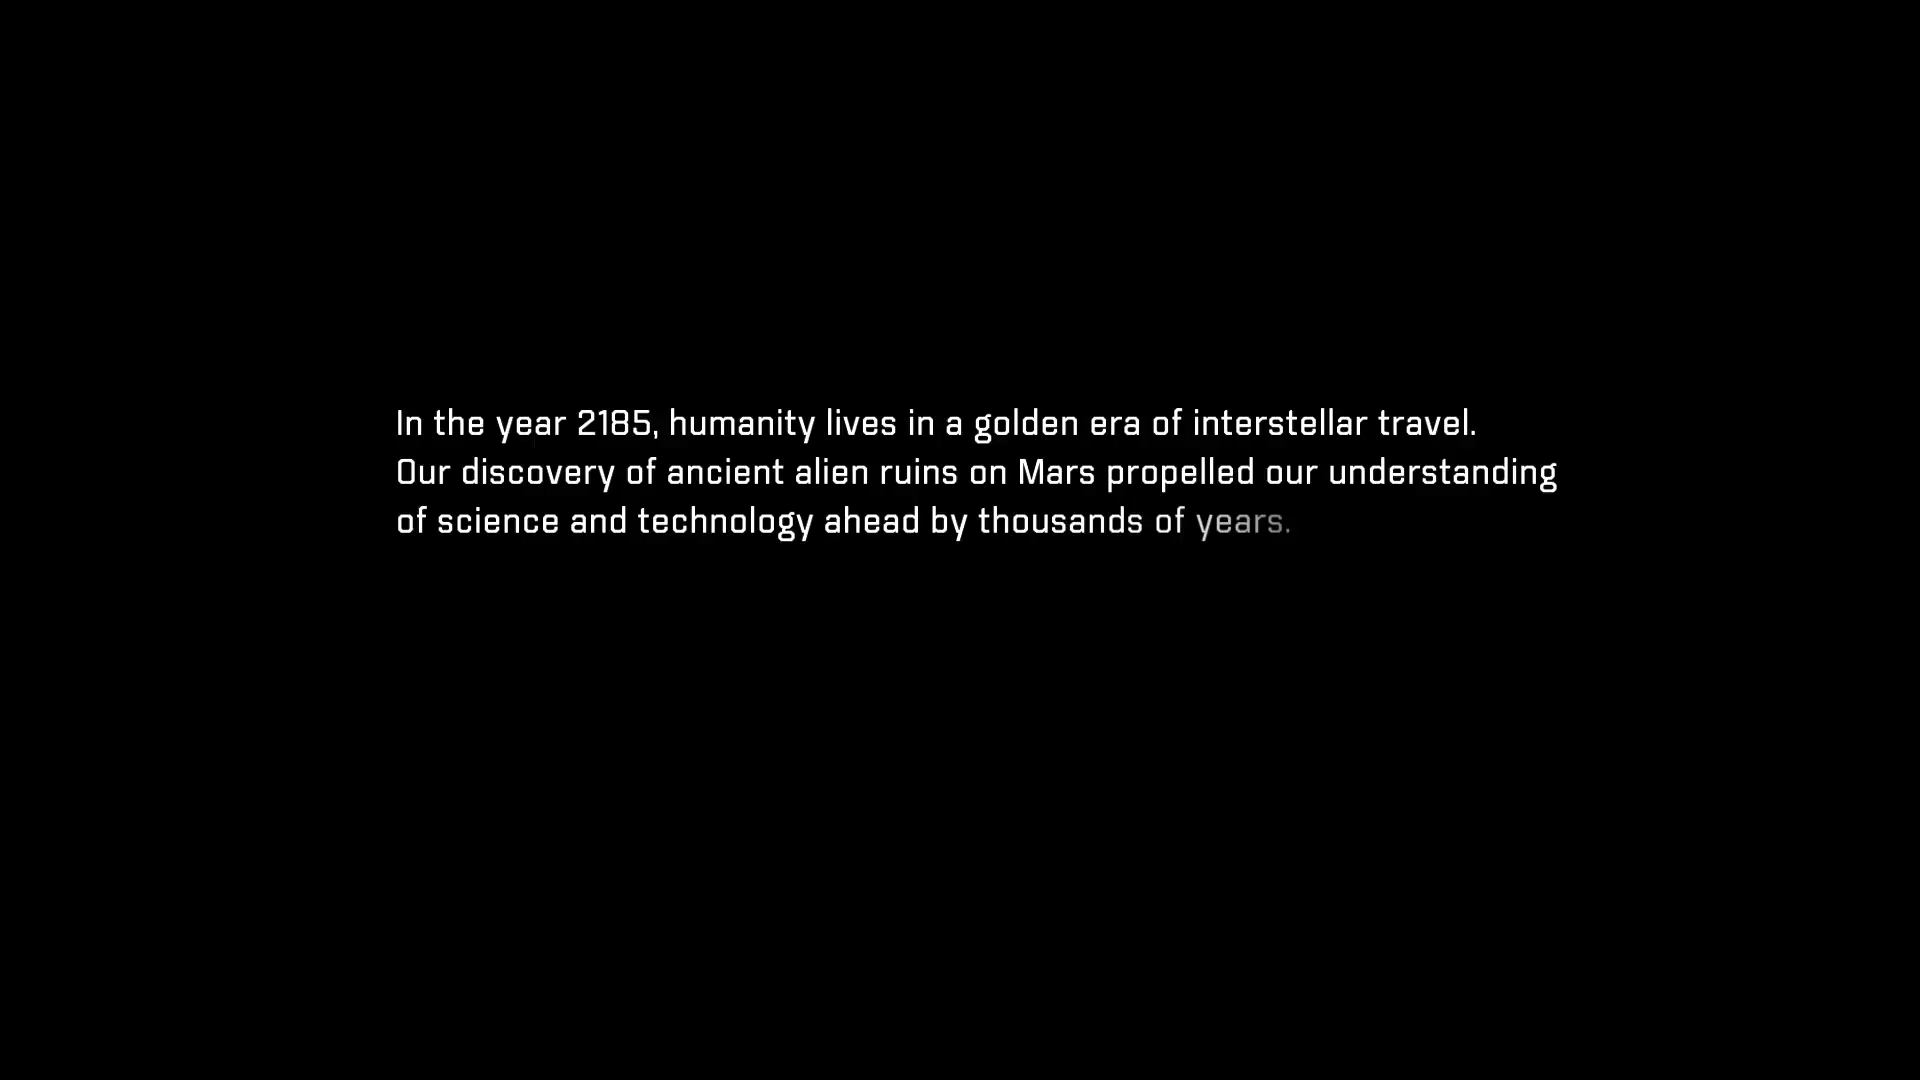 In the year 2185, humanity lives in a golden era of interstellar travel.
Our discovery of ancient alien ruins on Mars propelled our understanding
of science and technology ahead by thousands of years.